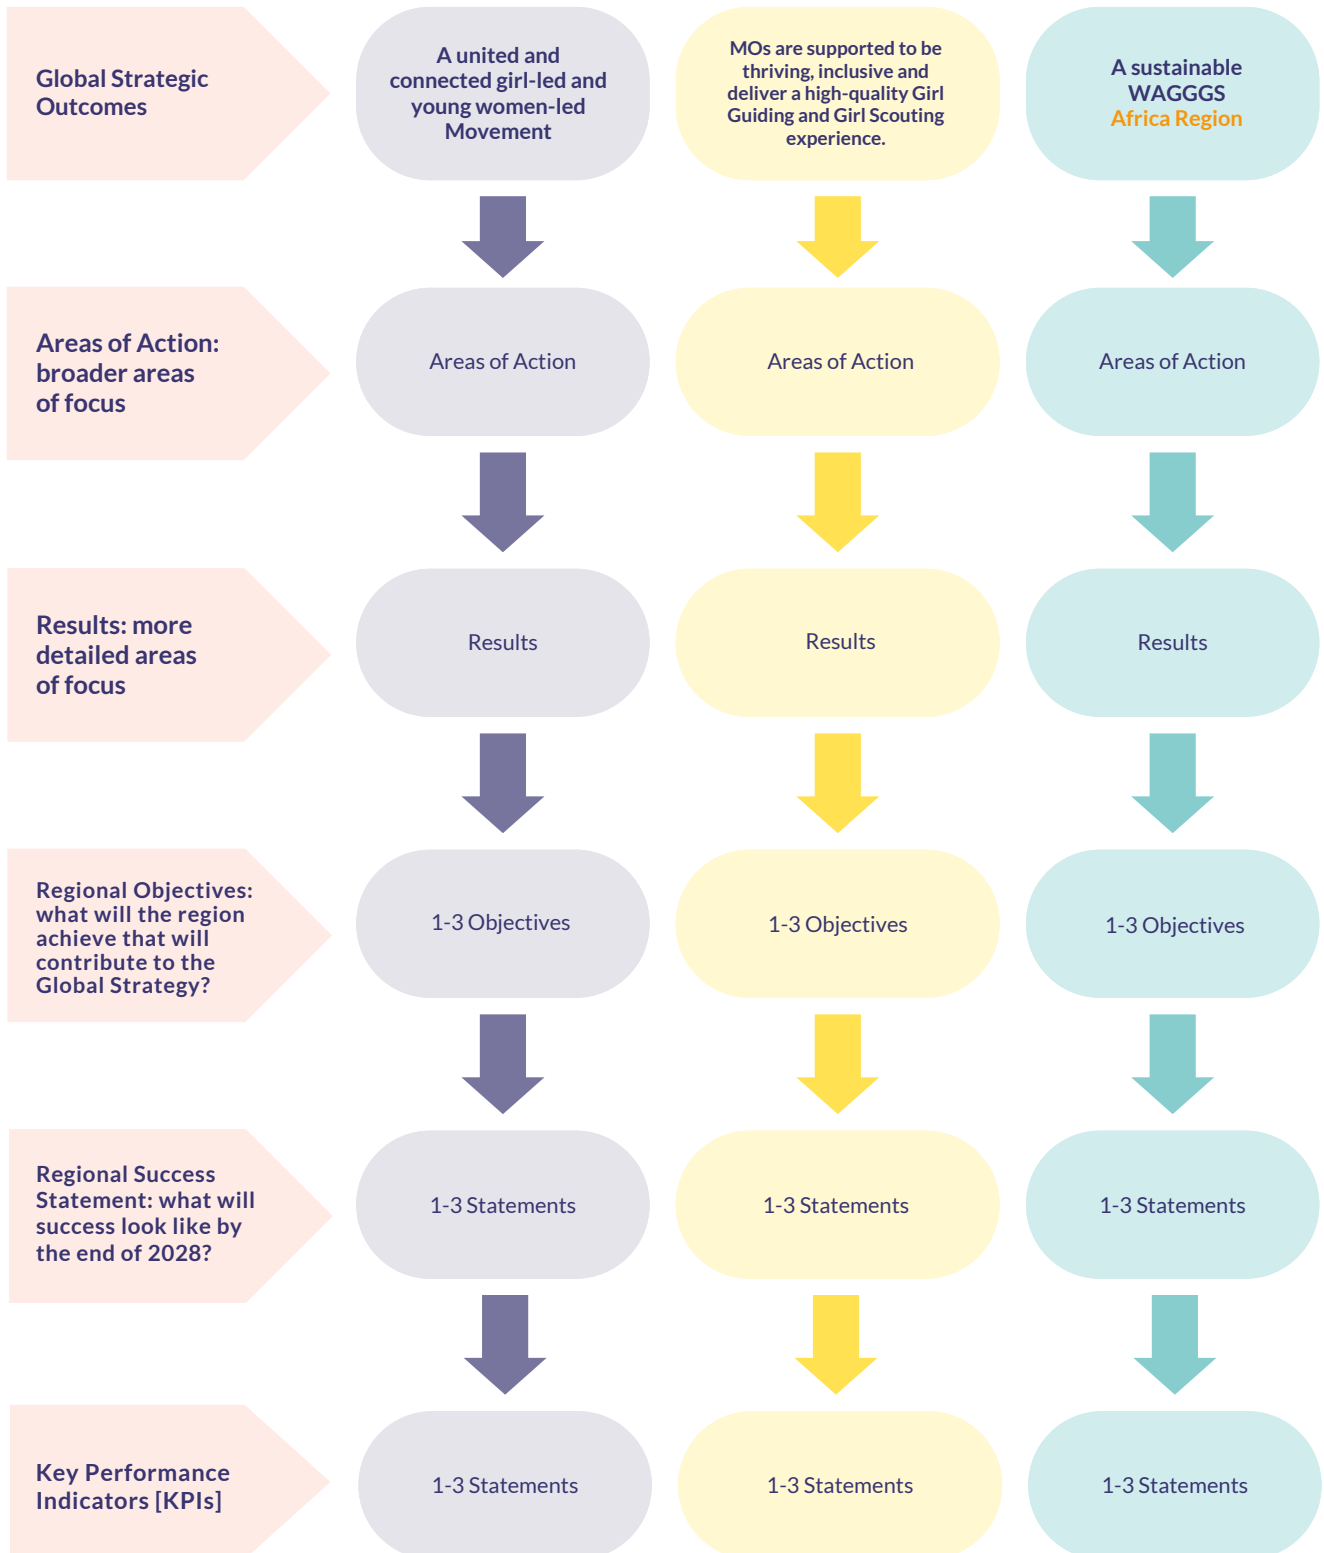 Global Strategic
Outcomes
A united and
connected girl-led and
young women-led
Movement
MOs are supported to be
thriving, inclusive and
deliver a high-quality Girl
Guiding and Girl Scouting
experience.
A sustainable
WAGGGS
Africa Region
Areas of Action:
broader areas
of focus
Areas of Action
Areas of Action
Areas of Action
Results: more
detailed areas
of focus
Results
Results
Results
Regional Objectives:
what will the region
achieve that will
contribute to the
Global Strategy?
1-3 Objectives
1-3 Objectives
1-3 Objectives
Regional Success
Statement: what will
success look like by
the end of 2028?
1-3 Statements
1-3 Statements
1-3 Statements
Key Performance
Indicators [KPIs]
1-3 Statements
1-3 Statements
1-3 Statements